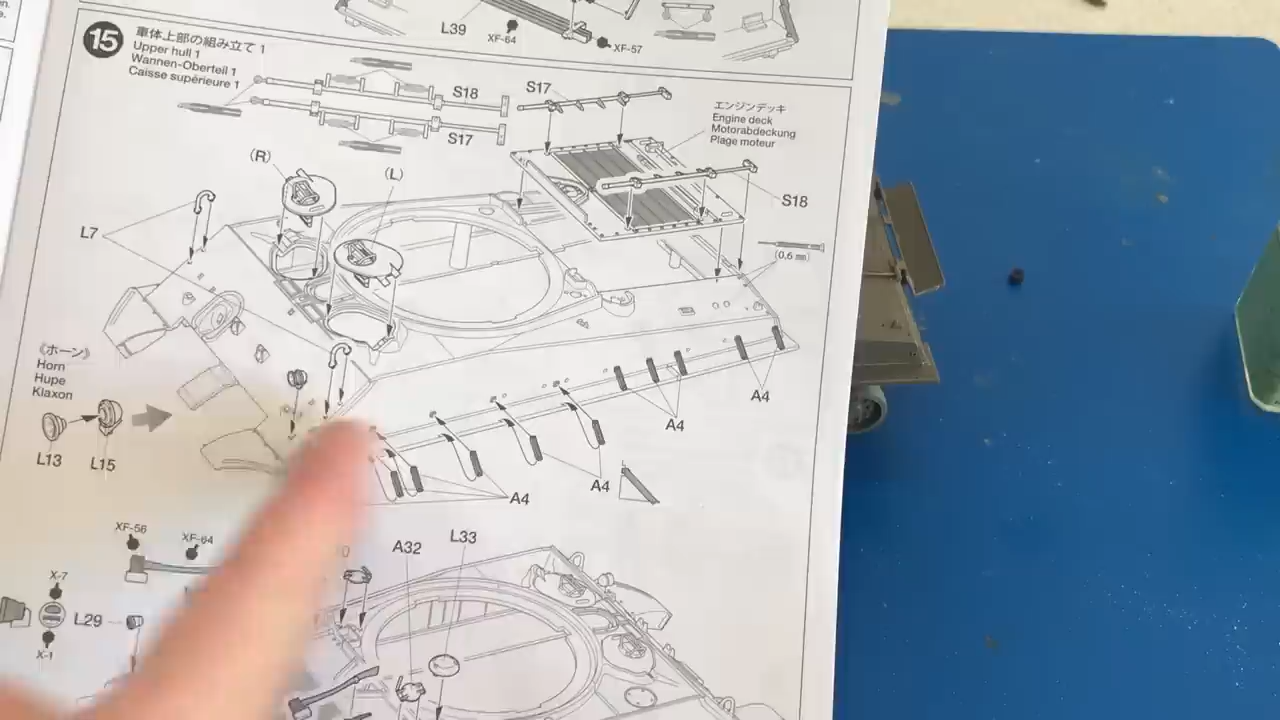 L39
XF-64
XF-57
15
車体上部の組み立て 1
Upper hull 1
Wannen-Oberteil 1
Caisse supérieure 1
S18
S17
S17
エンジンデッキ
Engine deck
Motorabdeckung
Plage moteur
S18
(R)
(L)
L7
(0,6 mm)
《ホーン》
Horn
Hupe
Klaxon
L13
L15
A4
A4
A4
A4
XF-56
XF-64
A32
L33
X-7
L29
X-1